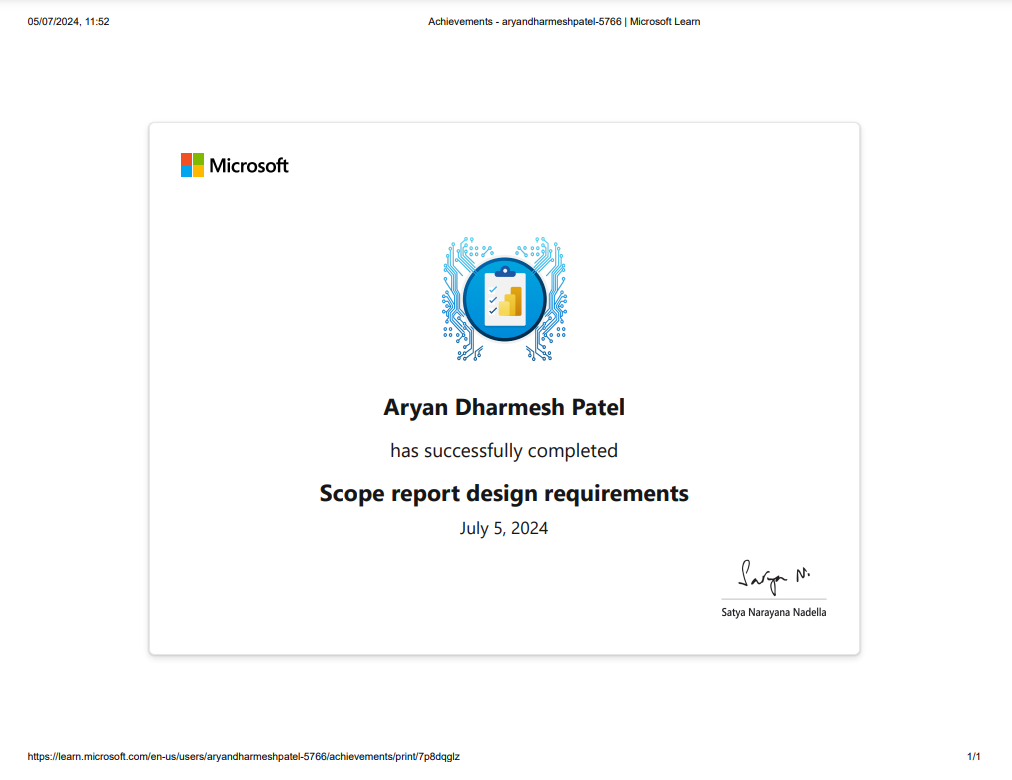 05/07/2024, 11:52
Achievements - aryandharmeshpatel-5766 | Microsoft Learn
Microsoft
Aryan Dharmesh Patel
has successfully completed
Scope report design requirements
July 5, 2024
Satya N.
Satya Narayana Nadella
https://learn.microsoft.com/en-us/users/aryandharmeshpatel-5766/achievements/print/7p8dqglz
1/1